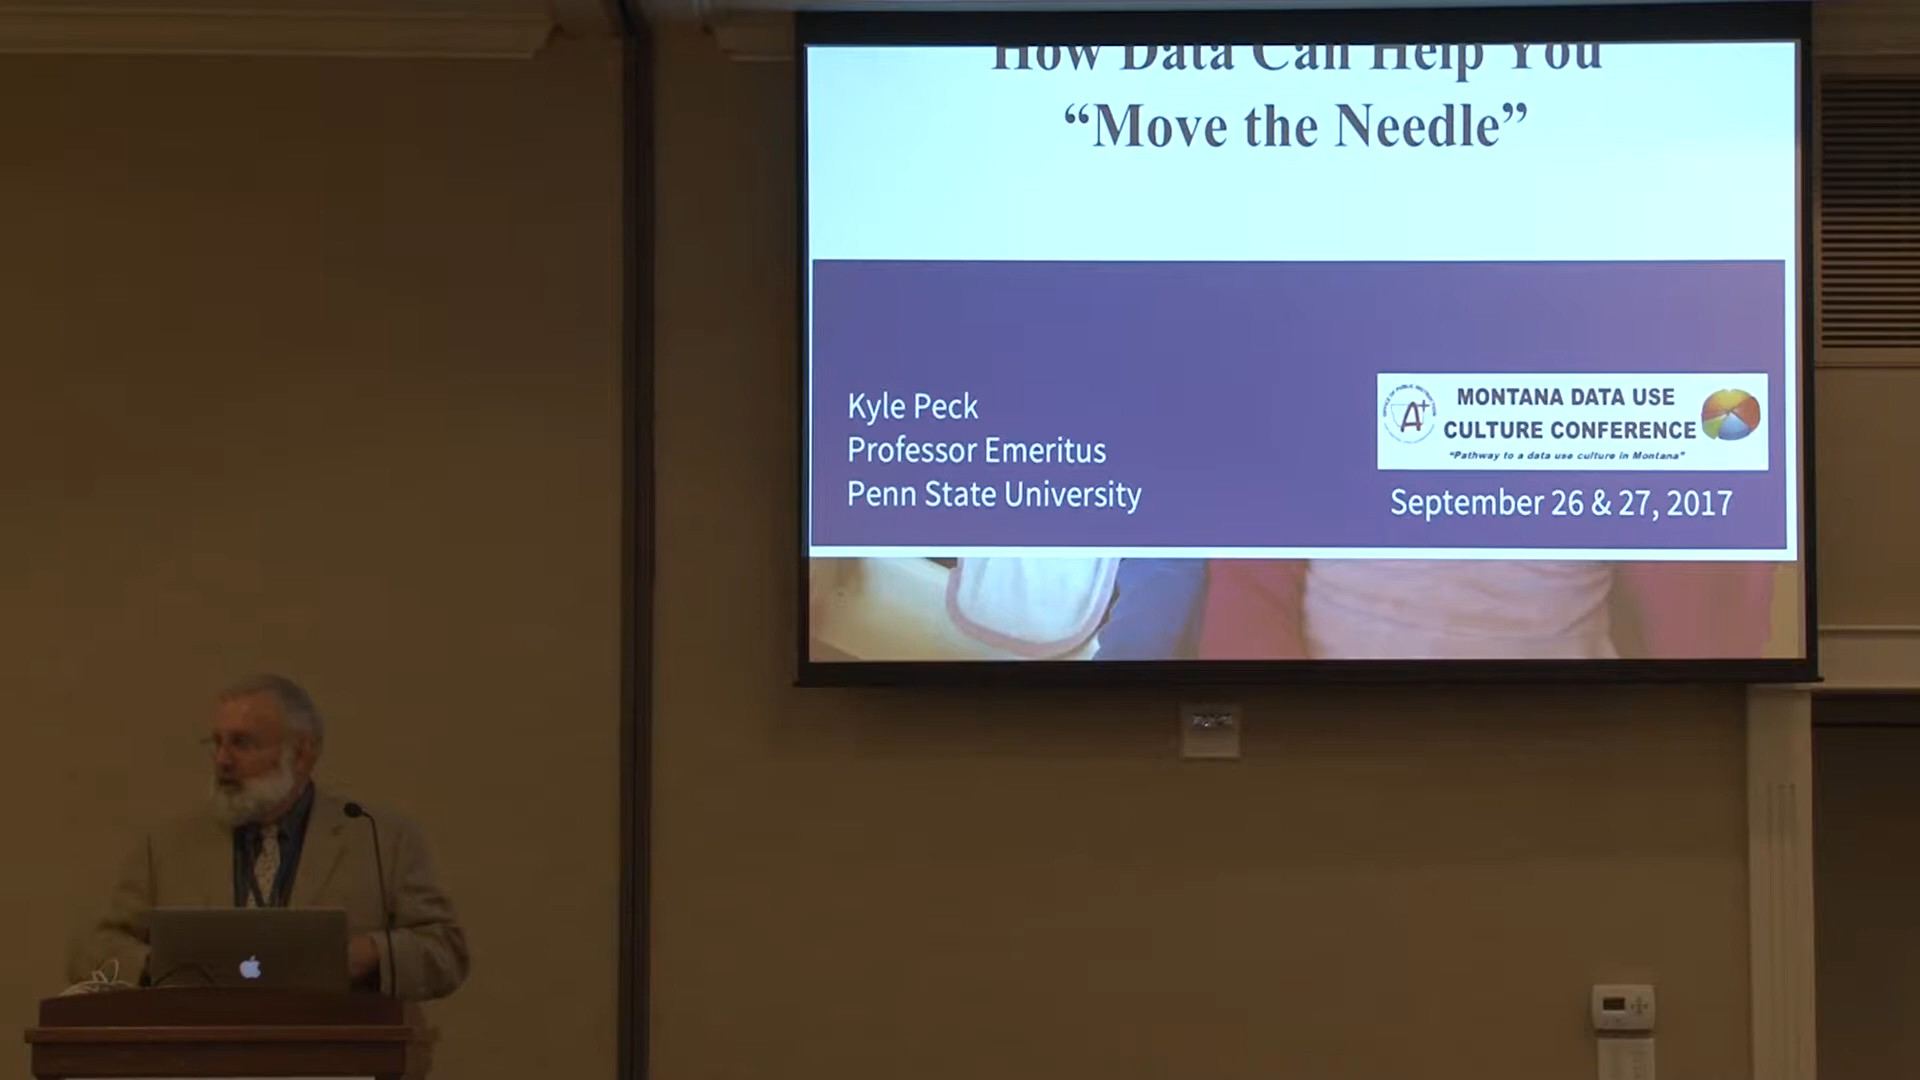 How Data Can Help You
“Move the Needle”
Kyle Peck
Professor Emeritus
Penn State University
A+
MONTANA DATA USE
CULTURE CONFERENCE
"Pathway to a data use culture in Montana"
September 26 & 27, 2017